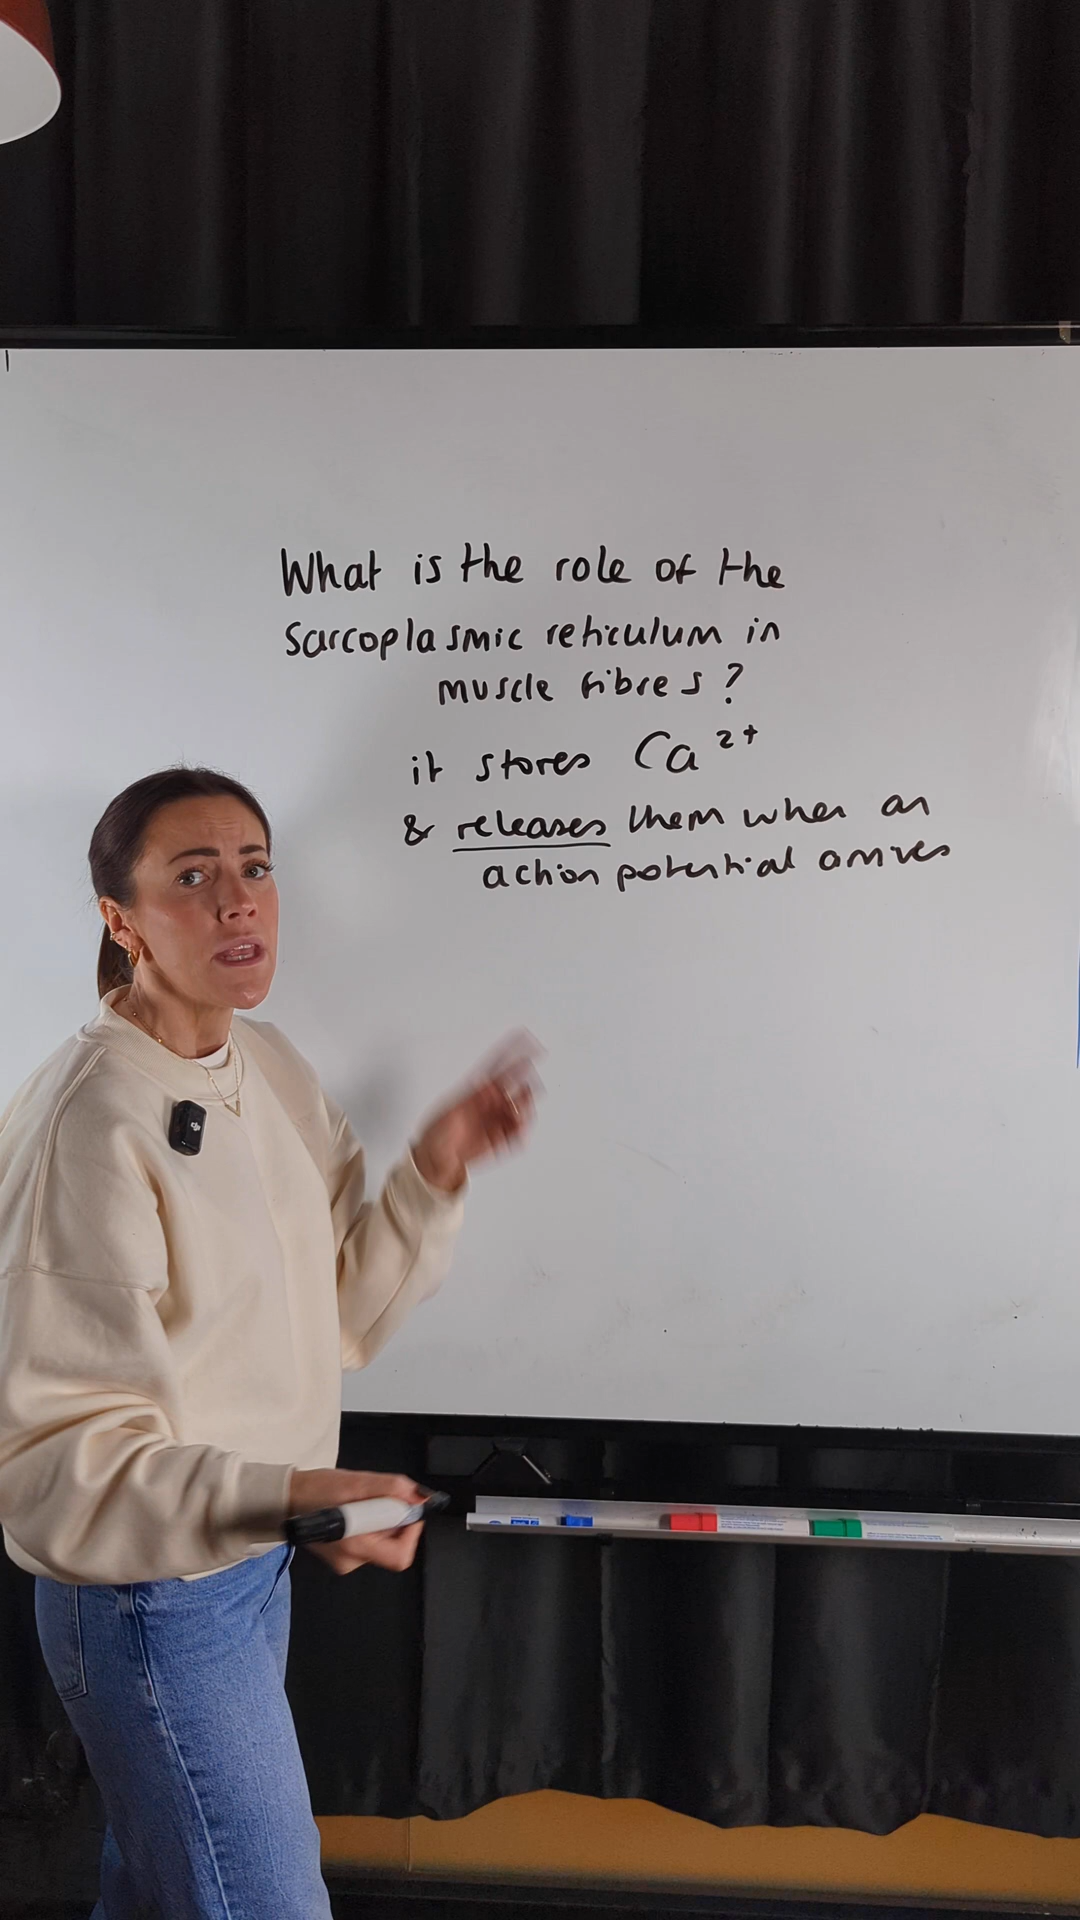 What is the role of the
Sarcoplasmic reticulum in
muscle fibres?
it stores Ca²⁺
& releases them when an
action potential arrives